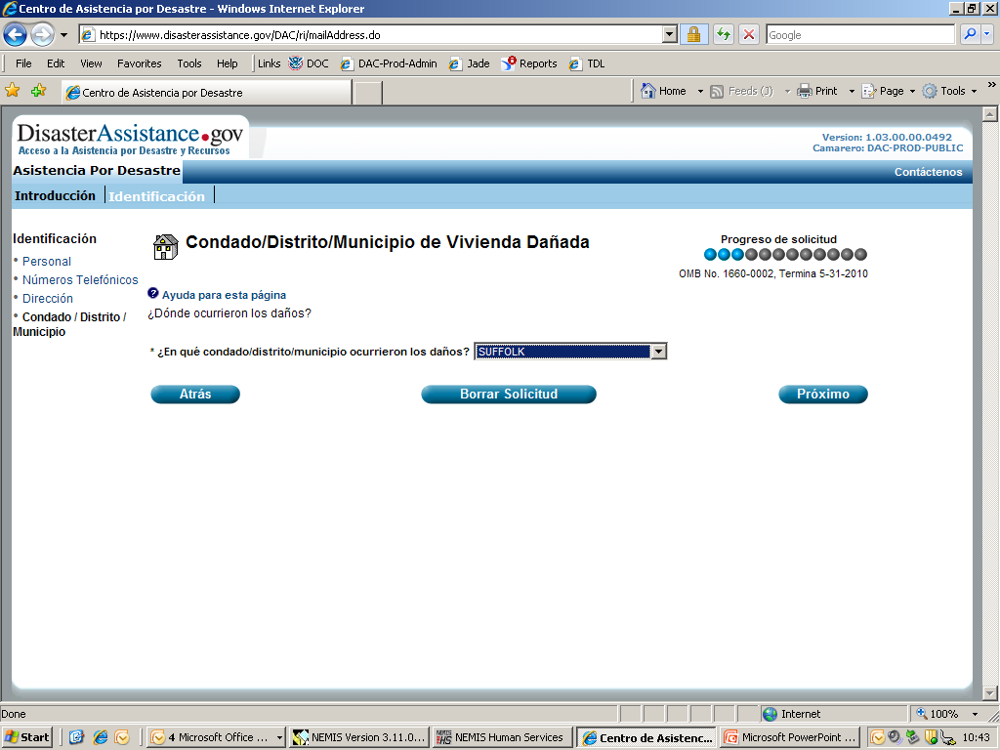 Centro de Asistencia por Desastre - Windows Internet Explorer
https://www.disasterassistance.gov/DAC/ri/mailAddress.do
Google
File Edit View Favorites Tools Help Links DOC DAC-Prod-Admin Jade Reports TDL
Centro de Asistencia por Desastre
Home Feeds (J) Print Page Tools »
DisasterAssistance.gov
Acceso a la Asistencia por Desastre y Recursos
Version: 1.03.00.00.0492
Camarero: DAC-PROD-PUBLIC
Asistencia Por Desastre
Contáctenos
Introducción Identificación
Identificación
• Personal
• Números Telefónicos
• Dirección
• Condado / Distrito /
Municipio
Condado/Distrito/Municipio de Vivienda Dañada
Progreso de solicitud
OMB No. 1660-0002, Termina 5-31-2010
? Ayuda para esta página
¿Dónde ocurrieron los daños?
* ¿En qué condado/distrito/municipio ocurrieron los daños? SUFFOLK
Atrás Borrar Solicitud Próximo
Done
Internet
100%
Start 4 Microsoft Office ... NEMIS Version 3.11.0... NEMIS Human Services Centro de Asistenc... Microsoft PowerPoint ... 10:43